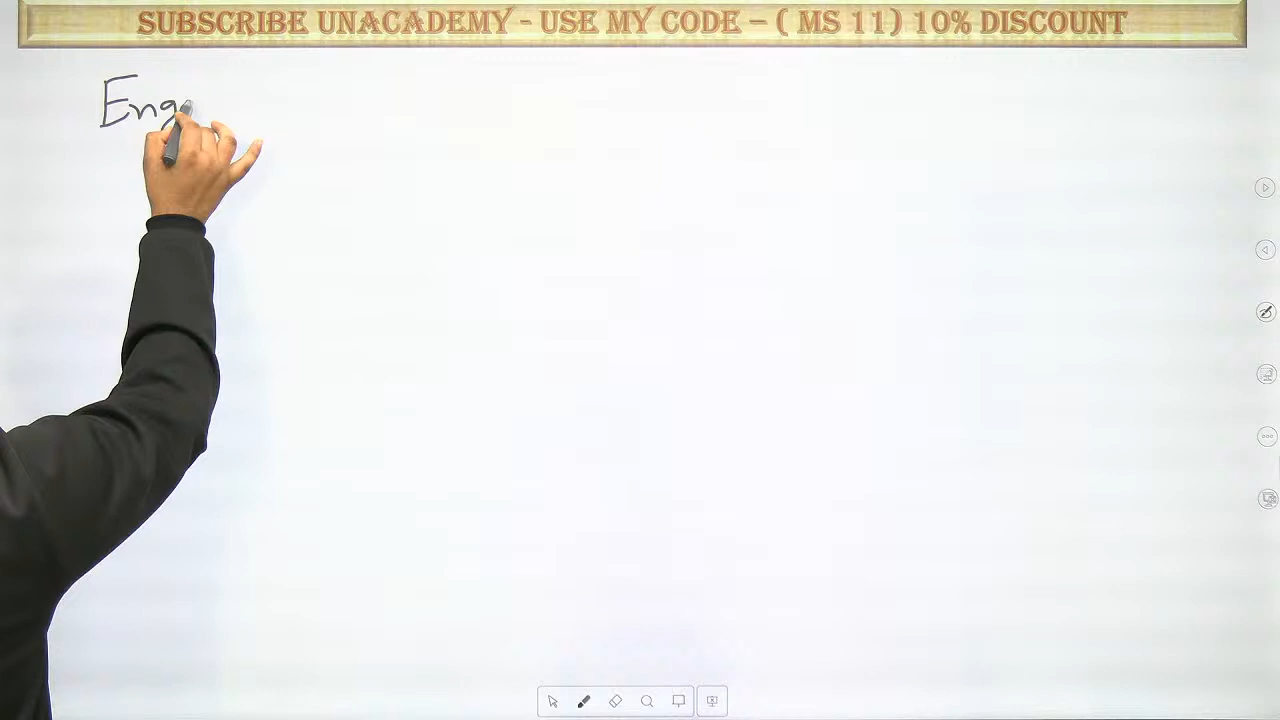 SUBSCRIBE UNACADEMY - USE MY CODE – ( MS 11) 10% DISCOUNT
Eng